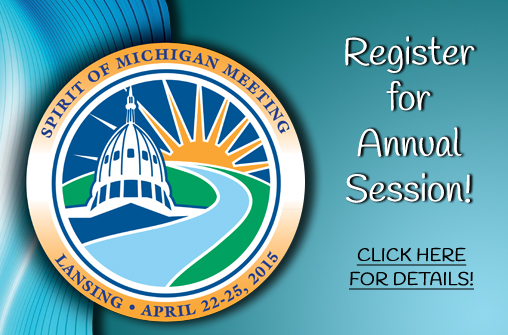 SPIRIT OF MICHIGAN MEETING
LANSING • APRIL 22-25, 2015
Register
for
Annual
Session!
CLICK HERE
FOR DETAILS!